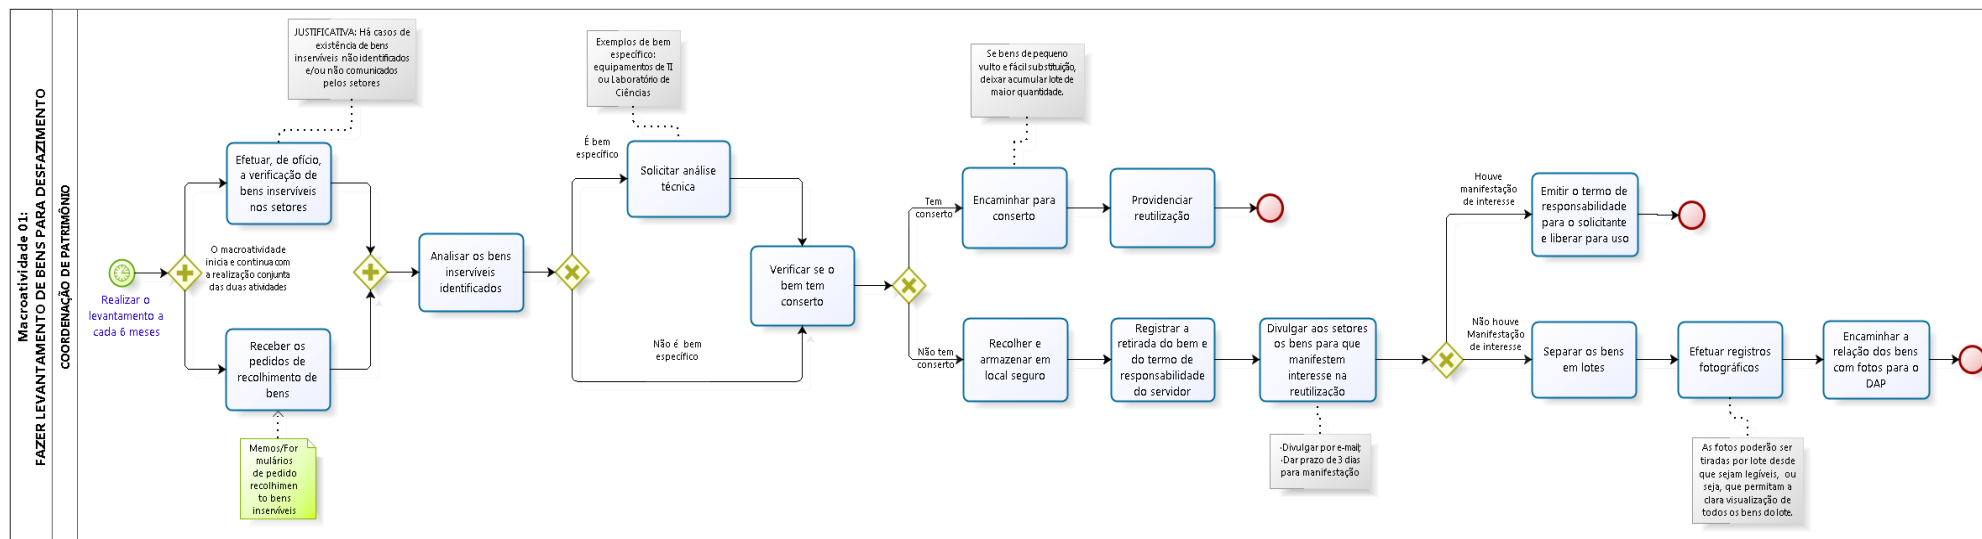 Macroatividade 01:
FAZER LEVANTAMENTO DE BENS PARA DESFAZIMENTO
COORDENAÇÃO DE PATRIMÔNIO
Realizar o
levantamento a
cada 6 meses
JUSTIFICATIVA: Há casos de
existência de bens
inservíveis não identificados
e/ou não comunicados
pelos setores
Efetuar, de ofício,
a verificação de
bens inservíveis
nos setores
O macroatividade
inicia e continua com
a realização conjunta
das duas atividades
Receber os
pedidos de
recolhimento de
bens
Memos/For
mulários
de pedido
recolhimen
to bens
inservíveis
Analisar os bens
inservíveis
identificados
Exemplos de bem
específico:
equipamentos de TI
ou Laboratório de
Ciências
É bem
específico
Solicitar análise
técnica
Não é bem
específico
Verificar se o
bem tem
conserto
Se bens de pequeno
vulto e fácil substituição,
deixar acumular lote de
maior quantidade.
Tem
conserto
Encaminhar para
conserto
Providenciar
reutilização
Não tem
conserto
Recolher e
armazenar em
local seguro
Registrar a
retirada do bem e
do termo de
responsabilidade
do servidor
Divulgar aos setores
os bens para que
manifestem
interesse na
reutilização
-Divulgar por e-mail;
-Dar prazo de 3 dias
para manifestação
Houve
manifestação
de interesse
Emitir o termo de
responsabilidade
para o solicitante
e liberar para uso
Não houve
Manifestação
de interesse
Separar os bens
em lotes
Efetuar registros
fotográficos
Encaminhar a
relação dos bens
com fotos para o
DAP
As fotos poderão ser
tiradas por lote desde
que sejam legíveis, ou
seja, que permitam a
clara visualização de
todos os bens do lote.